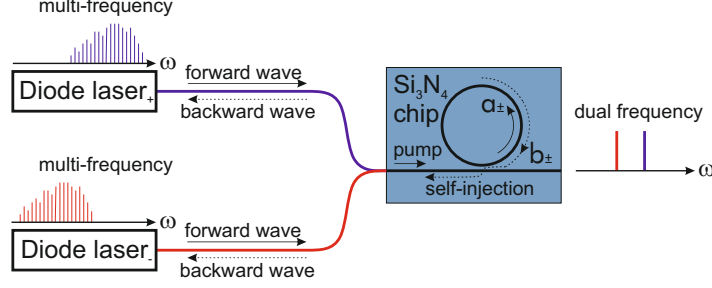 multi-frequency
ω
Diode laser+
forward wave
backward wave
multi-frequency
ω
Diode laser-
forward wave
backward wave
Si3N4
chip
a±
b±
pump
self-injection
dual frequency
ω